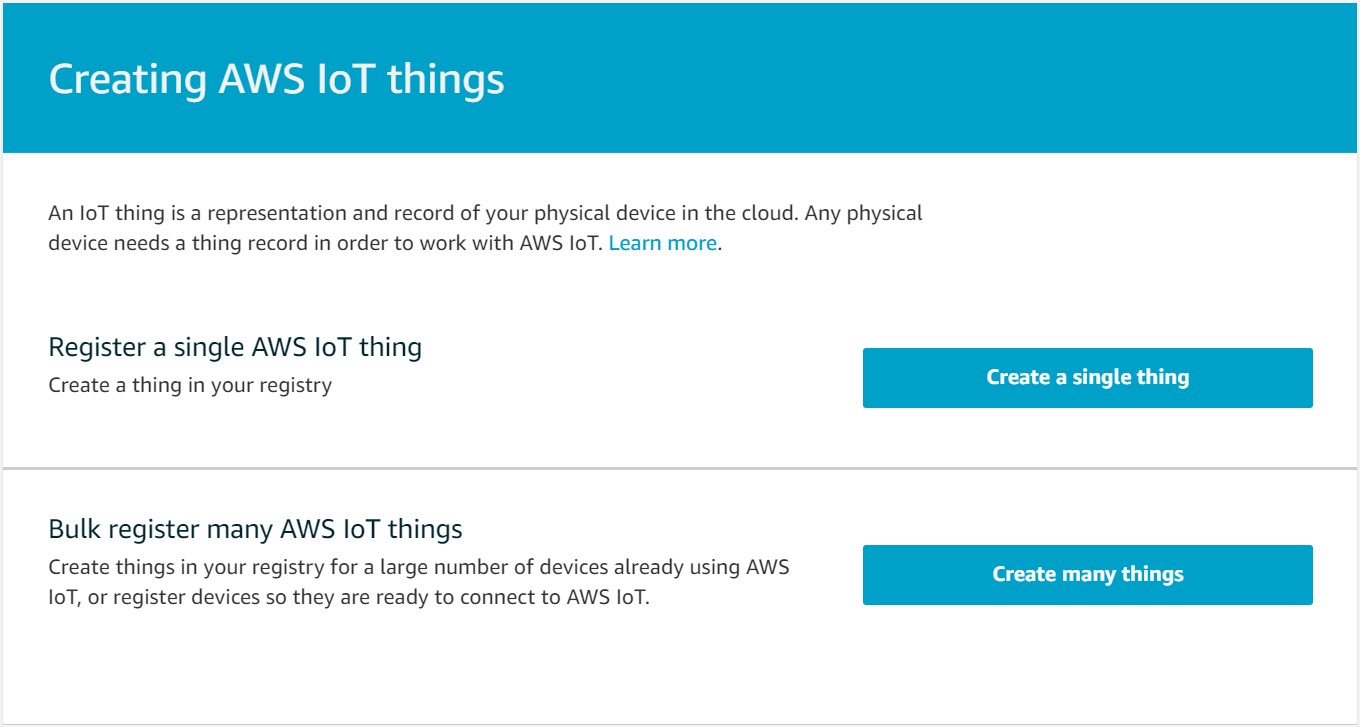 Creating AWS IoT things
An IoT thing is a representation and record of your physical device in the cloud. Any physical
device needs a thing record in order to work with AWS IoT. Learn more.
Register a single AWS IoT thing
Create a thing in your registry
Create a single thing
Bulk register many AWS IoT things
Create things in your registry for a large number of devices already using AWS
IoT, or register devices so they are ready to connect to AWS IoT.
Create many things